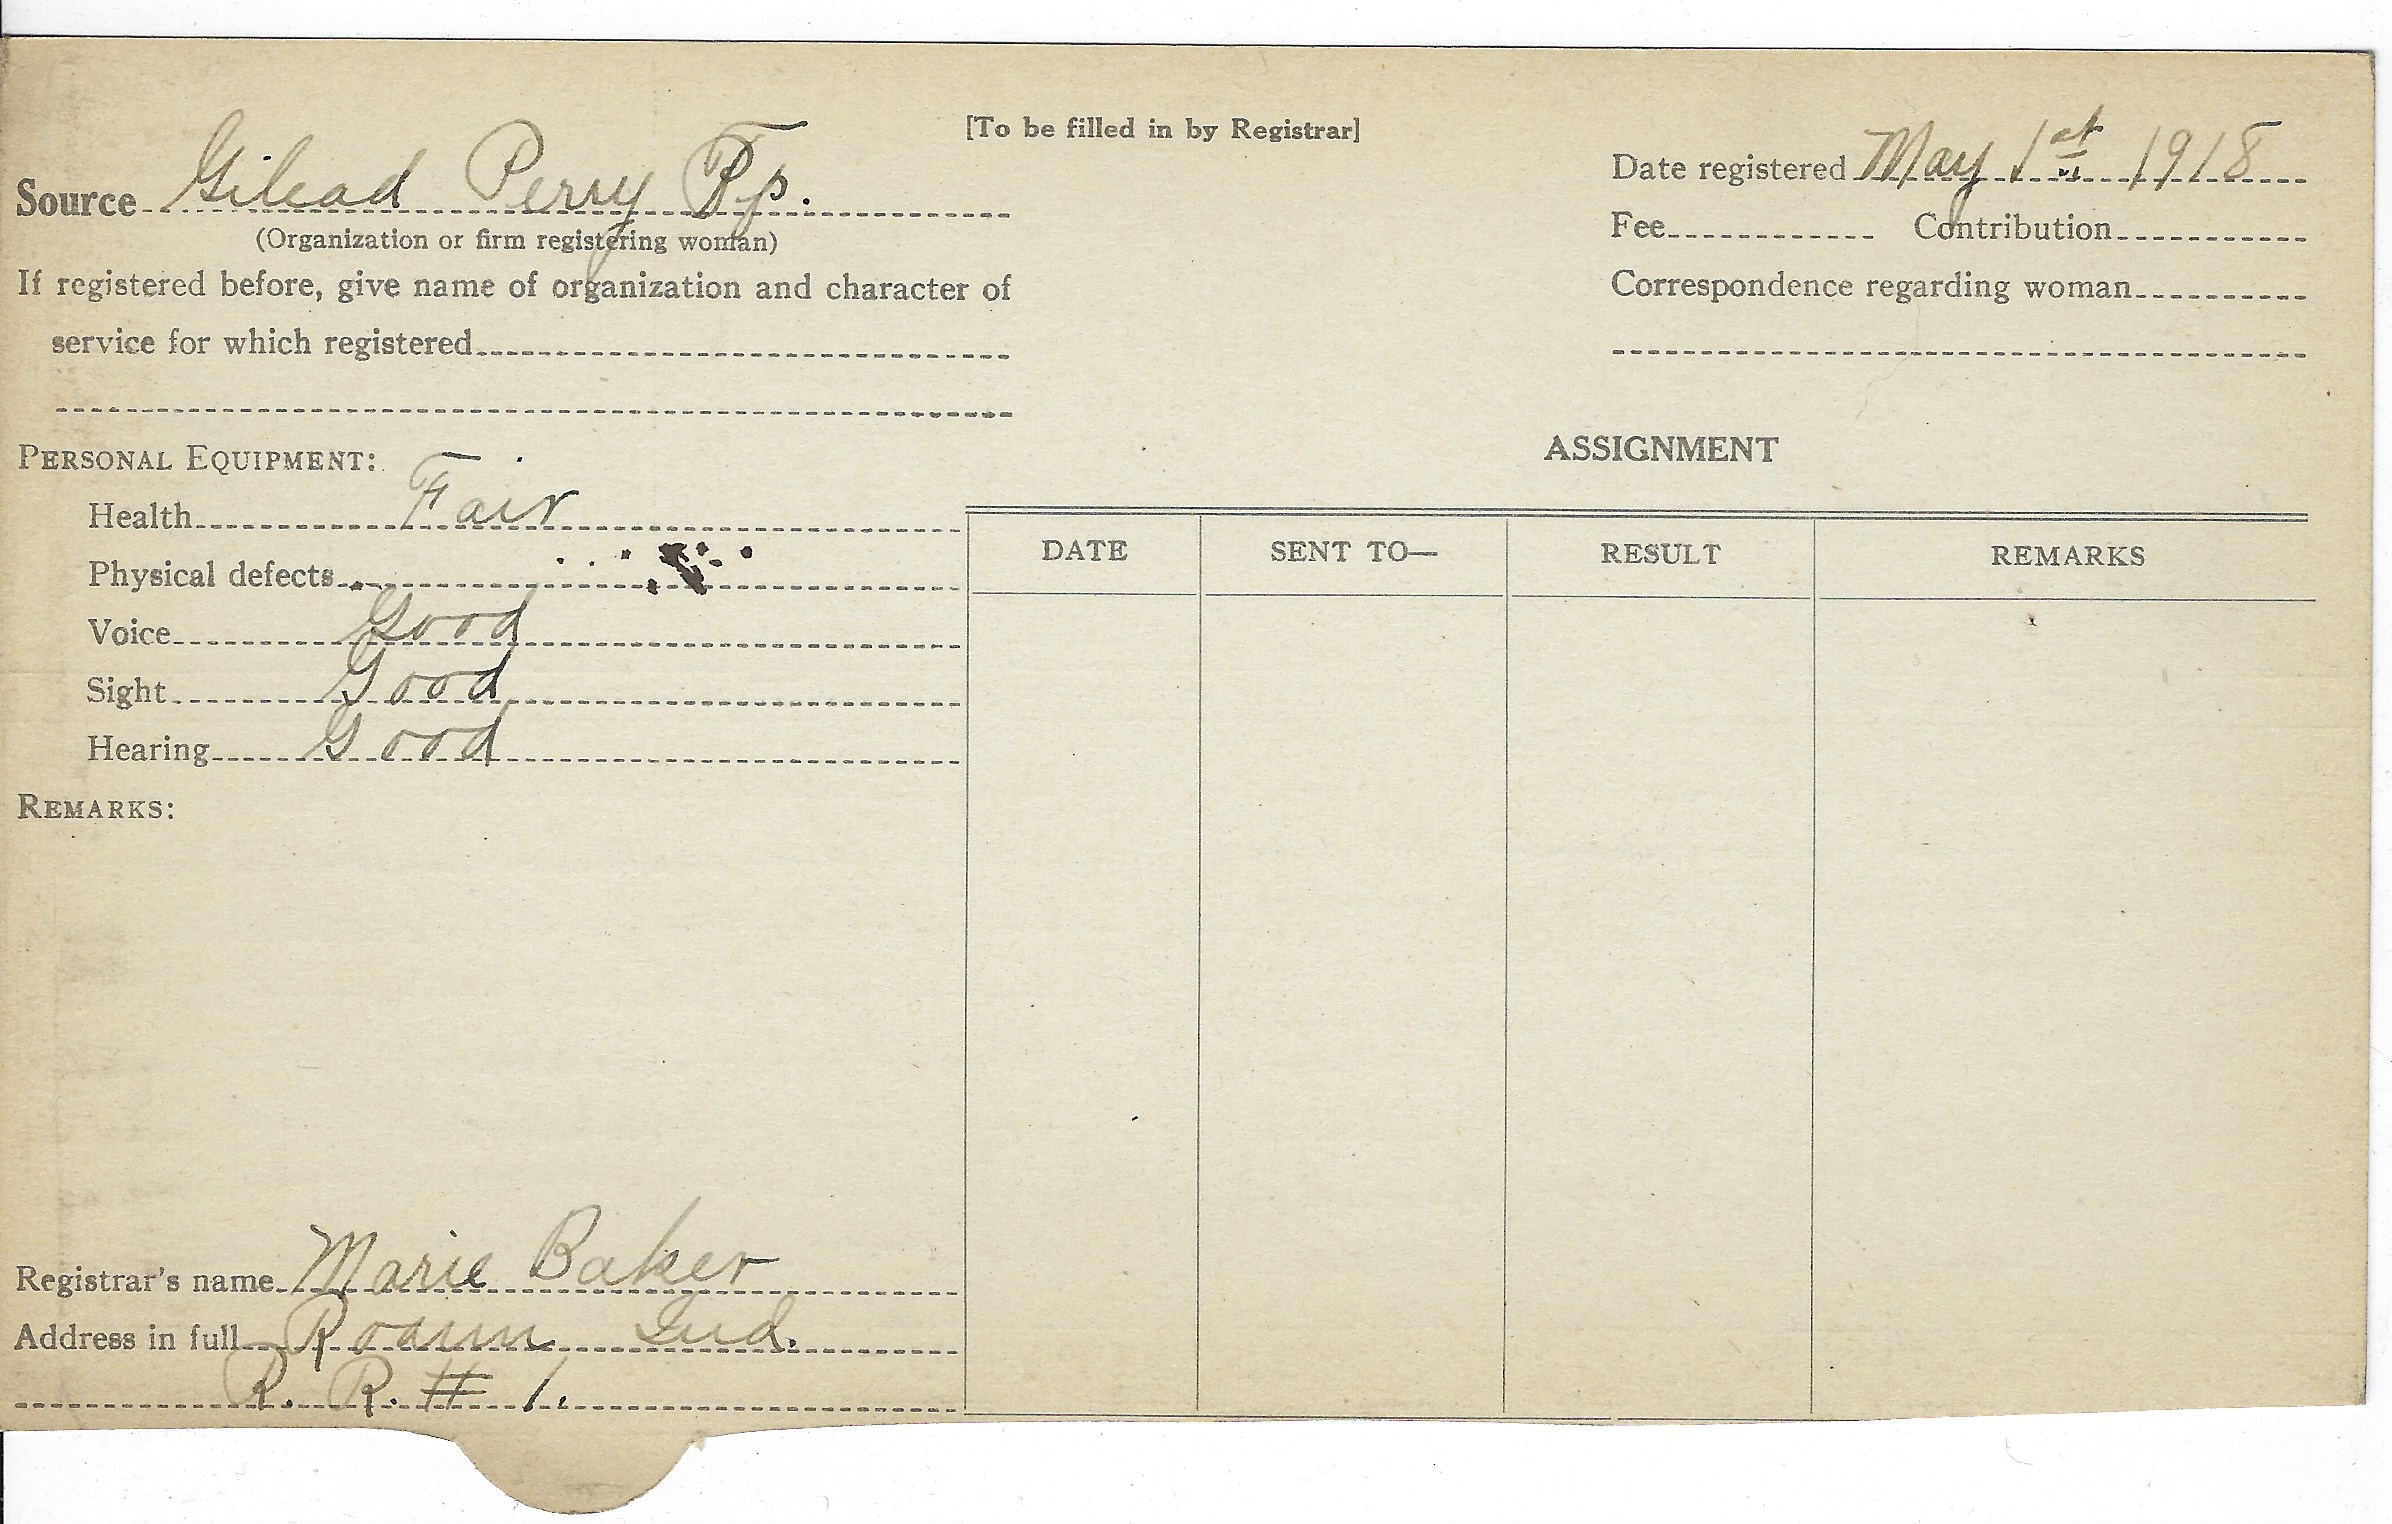 [To be filled in by Registrar]
Source Gilead Perry Tp.
(Organization or firm registering woman)
If registered before, give name of organization and character of
service for which registered
Date registered May 1st 1918
Fee Contribution
Correspondence regarding woman
PERSONAL EQUIPMENT:
Health Fair
Physical defects
Voice Good
Sight Good
Hearing Good
REMARKS:
Registrar's name Marie Baker
Address in full Roann Ind.
R. R. # 1.
ASSIGNMENT
DATE SENT TO— RESULT REMARKS